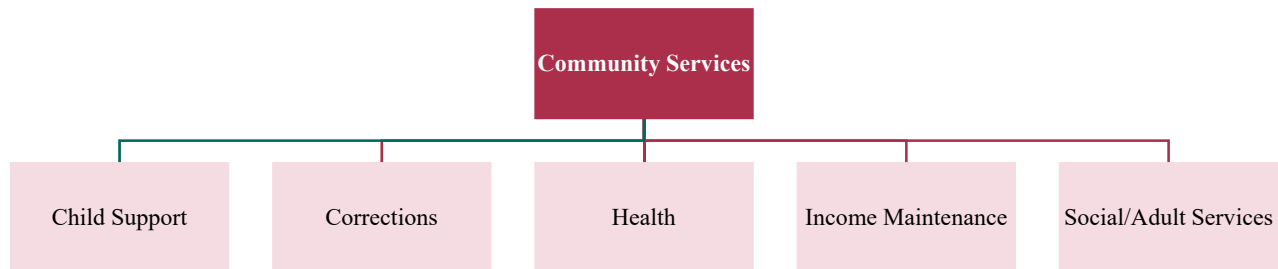 Community Services
Child Support
Corrections
Health
Income Maintenance
Social/Adult Services